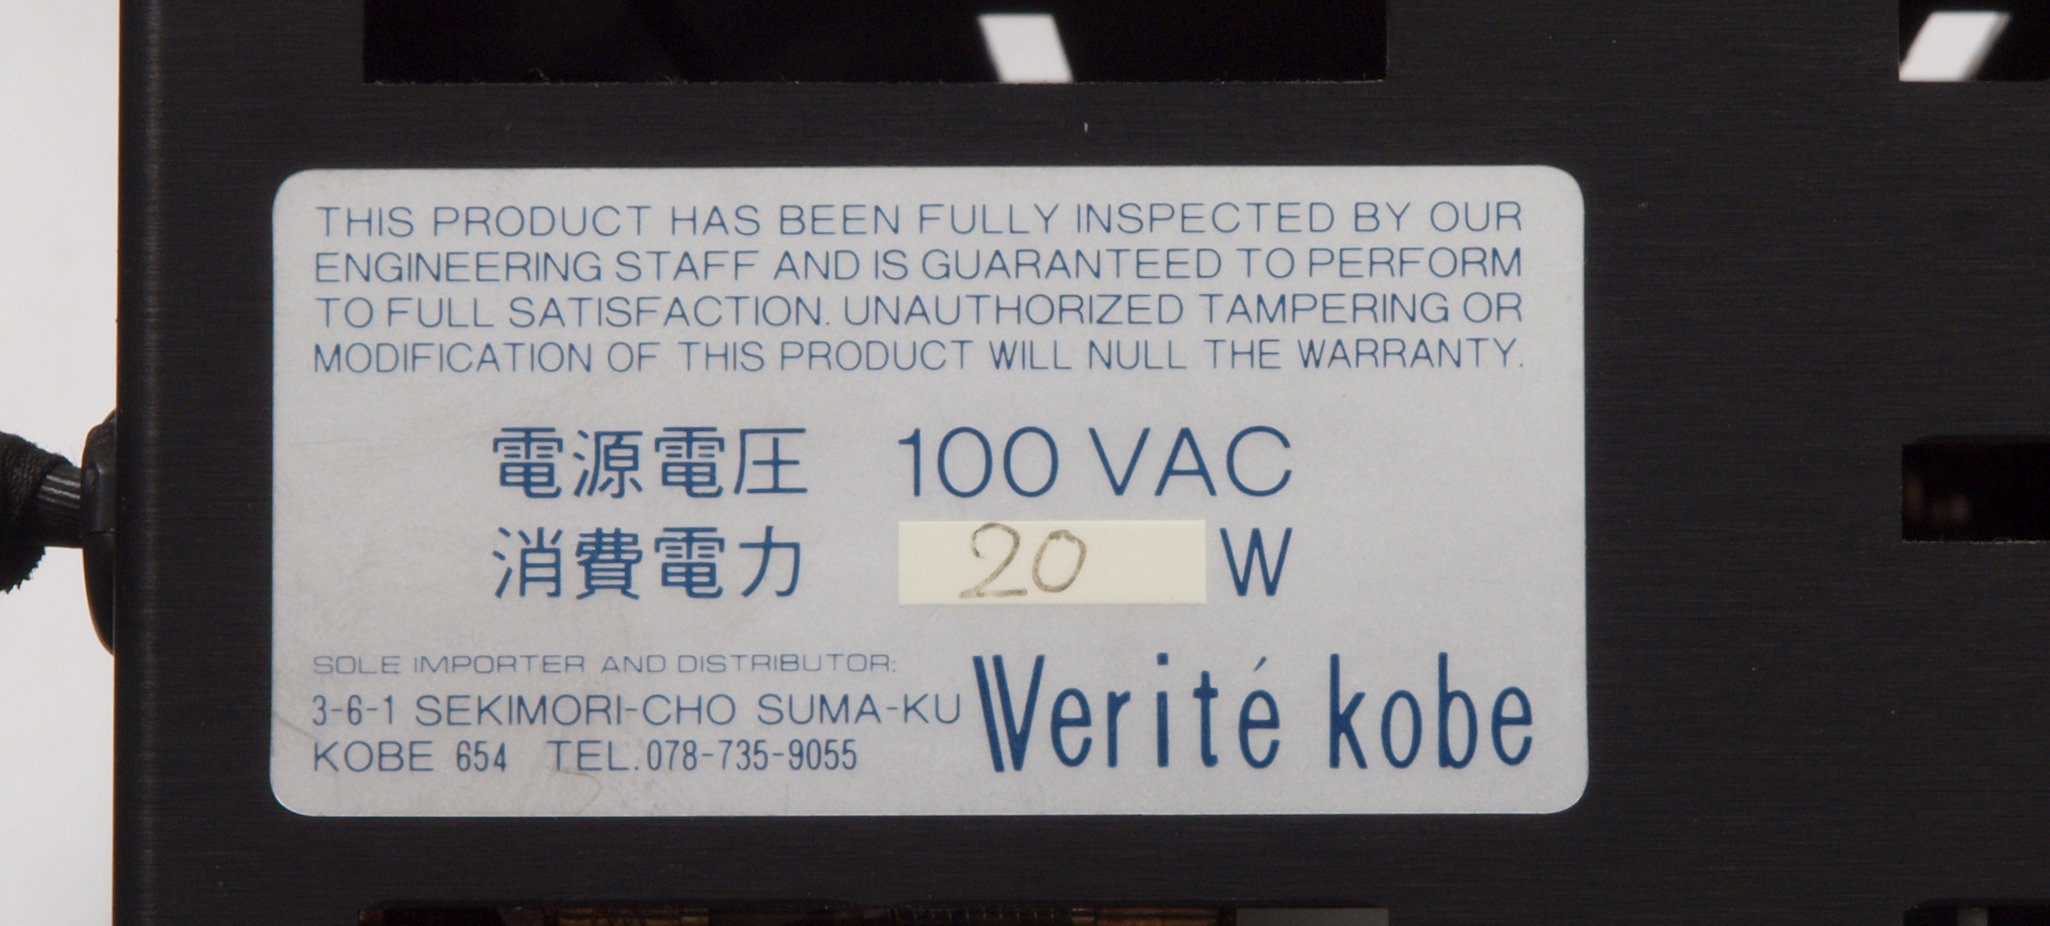 THIS PRODUCT HAS BEEN FULLY INSPECTED BY OUR
ENGINEERING STAFF AND IS GUARANTEED TO PERFORM
TO FULL SATISFACTION. UNAUTHORIZED TAMPERING OR
MODIFICATION OF THIS PRODUCT WILL NULL THE WARRANTY.
電源電圧 100 VAC
消費電力 20 W
SOLE IMPORTER AND DISTRIBUTOR:
3-6-1 SEKIMORI-CHO SUMA-KU
KOBE 654 TEL.078-735-9055
Verité kobe